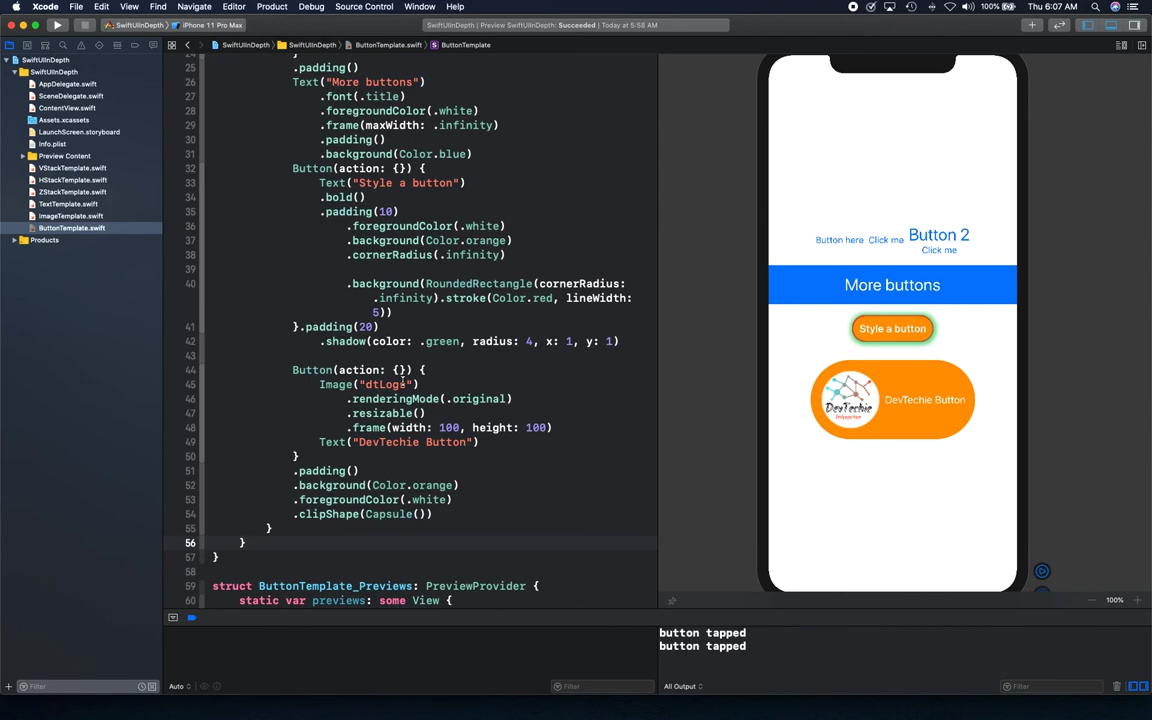 Xcode File Edit View Find Navigate Editor Product Debug Source Control Window Help
100% Thu 6:07 AM
SwiftUIInDepth iPhone 11 Pro Max
SwiftUIInDepth | Preview SwiftUIInDepth: Succeeded | Today at 5:58 AM
SwiftUIInDepth SwiftUIInDepth ButtonTemplate.swift S ButtonTemplate
SwiftUIInDepth
SwiftUIInDepth
AppDelegate.swift
SceneDelegate.swift
ContentView.swift
Assets.xcassets
LaunchScreen.storyboard
Info.plist
Preview Content
VStackTemplate.swift
HStackTemplate.swift
ZStackTemplate.swift
TextTemplate.swift
ImageTemplate.swift
ButtonTemplate.swift
Products
Filter
24 }
25 .padding()
26 Text("More buttons")
27 .font(.title)
28 .foregroundColor(.white)
29 .frame(maxWidth: .infinity)
30 .padding()
31 .background(Color.blue)
32 Button(action: {}) {
33 Text("Style a button")
34 .bold()
35 .padding(10)
36 .foregroundColor(.white)
37 .background(Color.orange)
38 .cornerRadius(.infinity)
39
40 .background(RoundedRectangle(cornerRadius:
.infinity).stroke(Color.red, lineWidth:
5))
41 }.padding(20)
42 .shadow(color: .green, radius: 4, x: 1, y: 1)
43
44 Button(action: {}) {
45 Image("dtLogo")
46 .renderingMode(.original)
47 .resizable()
48 .frame(width: 100, height: 100)
49 Text("DevTechie Button")
50 }
51 .padding()
52 .background(Color.orange)
53 .foregroundColor(.white)
54 .clipShape(Capsule())
55 }
56 }
57 }
58
59 struct ButtonTemplate_Previews: PreviewProvider {
60 static var previews: some View {
Button here Click me Button 2
Click me
More buttons
Style a button
DevTechie
Interactive
DevTechie Button
100%
button tapped
button tapped
Auto
Filter
All Output
Filter